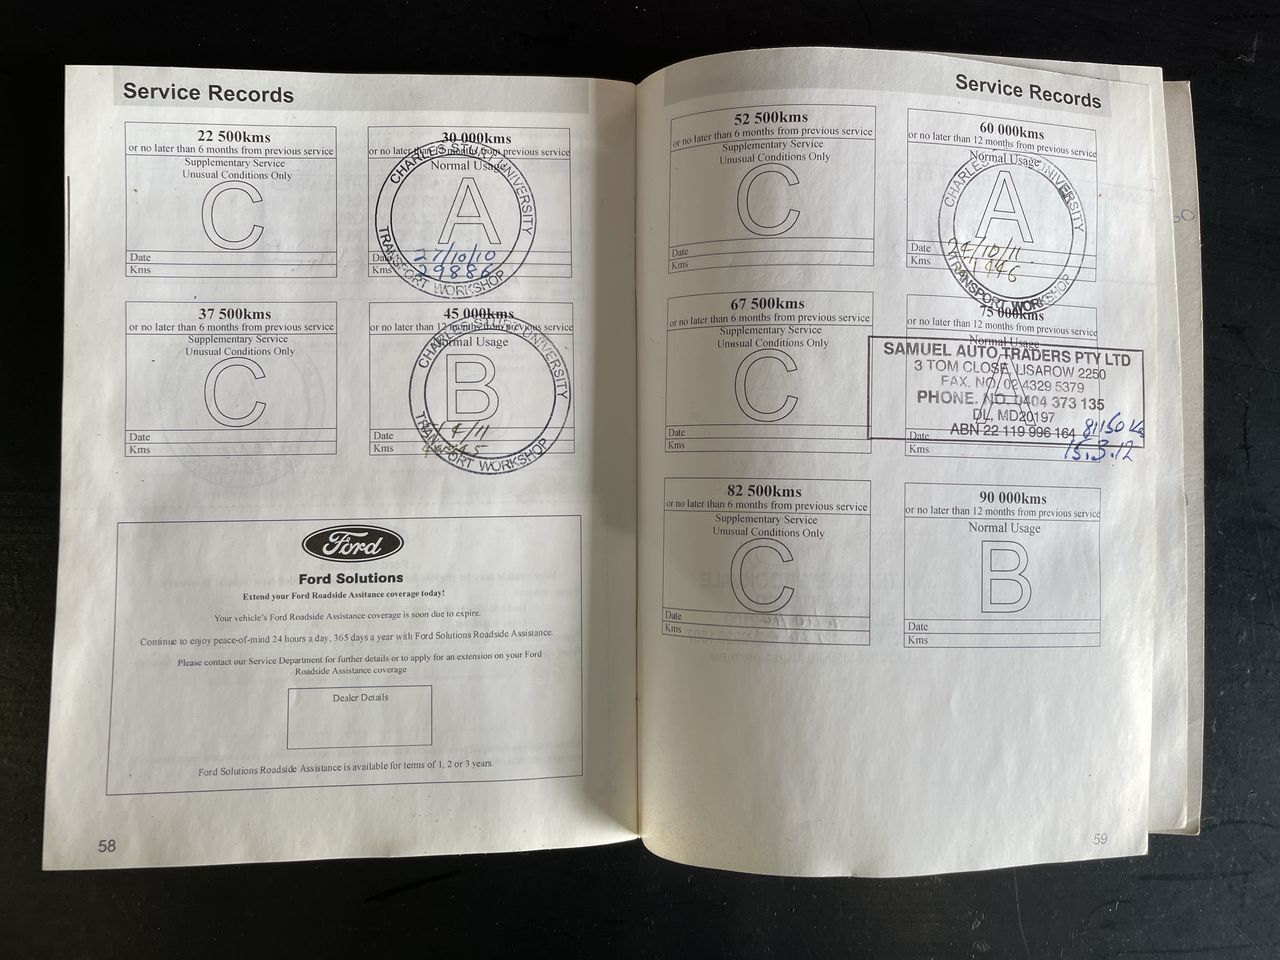 Service Records
22 500kms
or no later than 6 months from previous service
Supplementary Service
Unusual Conditions Only
C
Date
Kms
30 000kms
or no later than 12 months from previous service
Normal Usage
A
CHARLES STURT UNIVERSITY
TRANSPORT WORKSHOP
Date 27/10/10
Kms 29886
37 500kms
or no later than 6 months from previous service
Supplementary Service
Unusual Conditions Only
C
Date
Kms
45 000kms
or no later than 12 months from previous service
Normal Usage
B
CHARLES STURT UNIVERSITY
TRANSPORT WORKSHOP
Ford
Ford Solutions
Extend your Ford Roadside Assitance coverage today!
Your vehicle's Ford Roadside Assistance coverage is soon due to expire.
Continue to enjoy peace-of-mind 24 hours a day, 365 days a year with Ford Solutions Roadside Assistance.
Please contact our Service Department for further details or to apply for an extension on your Ford
Roadside Assistance coverage
Dealer Details
Ford Solutions Roadside Assistance is available for terms of 1, 2 or 3 years.
58
Service Records
52 500kms
or no later than 6 months from previous service
Supplementary Service
Unusual Conditions Only
C
Date
Kms
60 000kms
or no later than 12 months from previous service
Normal Usage
A
CHARLES STURT UNIVERSITY
TRANSPORT WORKSHOP
Date
Kms
67 500kms
or no later than 6 months from previous service
Supplementary Service
Unusual Conditions Only
C
Date
Kms
75 000kms
or no later than 12 months from previous service
Normal Usage
A
SAMUEL AUTO TRADERS PTY LTD
3 TOM CLOSE, LISAROW 2250
FAX. NO. 02 4329 5379
PHONE. NO. 0404 373 135
DL, MD20197
ABN 22 119 996 164
81150 Ks
15.3.12
Date
Kms
82 500kms
or no later than 6 months from previous service
Supplementary Service
Unusual Conditions Only
C
Date
Kms
90 000kms
or no later than 12 months from previous service
Normal Usage
B
Date
Kms
59